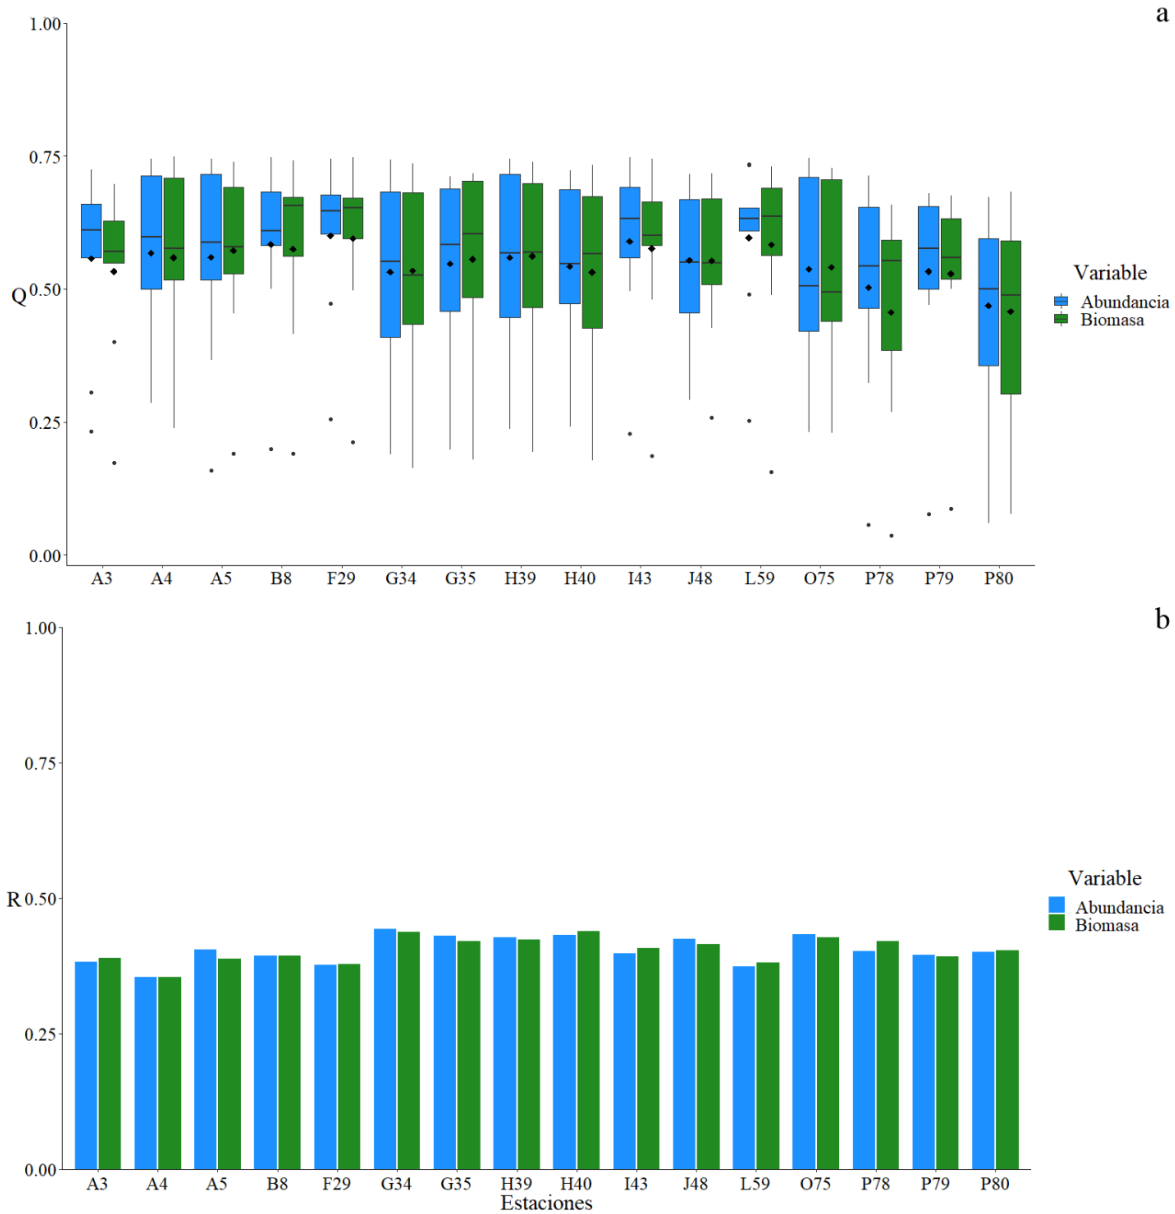 a
1.00
0.75
Q 0.50
0.25
0.00
A3 A4 A5 B8 F29 G34 G35 H39 H40 I43 J48 L59 O75 P78 P79 P80
Variable
Abundancia
Biomasa
b
1.00
0.75
R 0.50
0.25
0.00
A3 A4 A5 B8 F29 G34 G35 H39 H40 I43 J48 L59 O75 P78 P79 P80
Estaciones
Variable
Abundancia
Biomasa